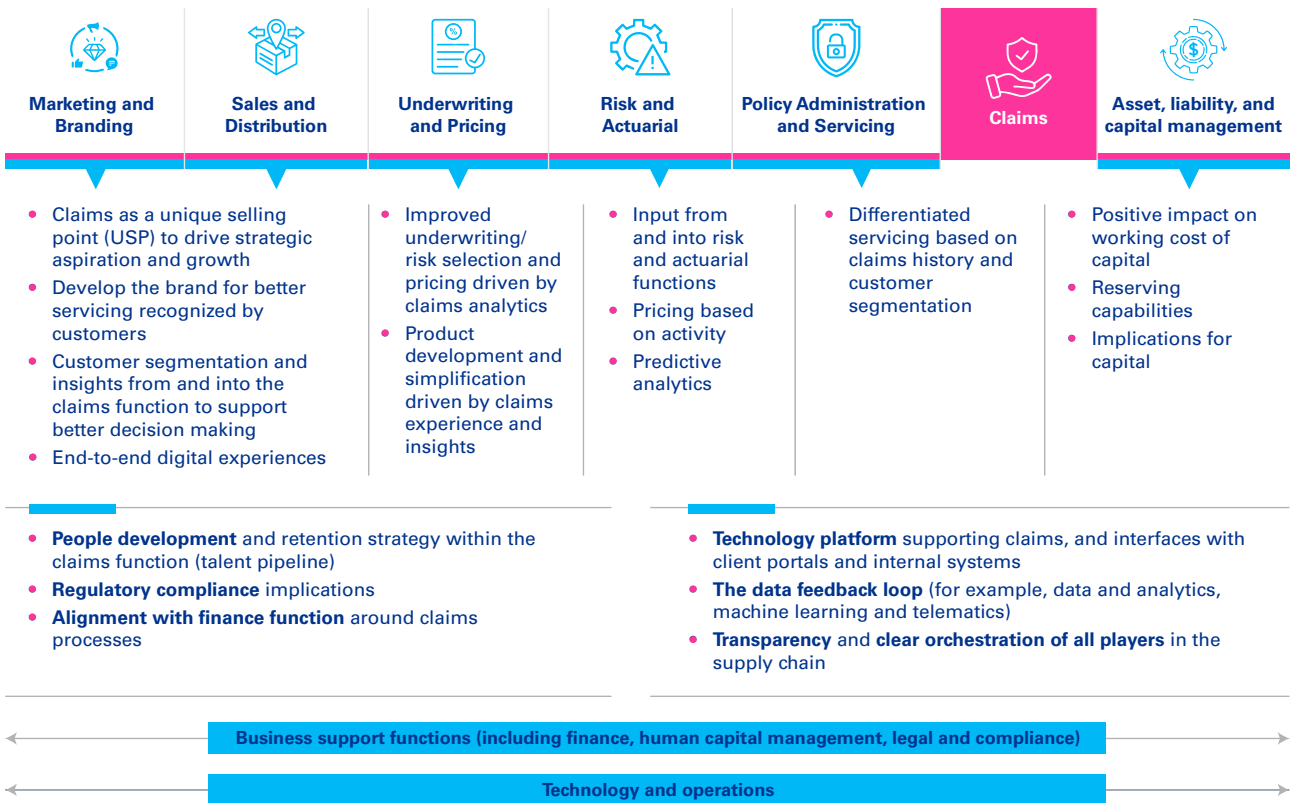 Marketing and
Branding
Sales and
Distribution
%
Underwriting
and Pricing
Risk and
Actuarial
Policy Administration
and Servicing
Claims
$
Asset, liability, and
capital management
• Claims as a unique selling
point (USP) to drive strategic
aspiration and growth
• Develop the brand for better
servicing recognized by
customers
• Customer segmentation and
insights from and into the
claims function to support
better decision making
• End-to-end digital experiences
• Improved
underwriting/
risk selection and
pricing driven by
claims analytics
• Product
development and
simplification
driven by claims
experience and
insights
• Input from
and into risk
and actuarial
functions
• Pricing based
on activity
• Predictive
analytics
• Differentiated
servicing based on
claims history and
customer
segmentation
• Positive impact on
working cost of
capital
• Reserving
capabilities
• Implications for
capital
• People development and retention strategy within the
claims function (talent pipeline)
• Regulatory compliance implications
• Alignment with finance function around claims
processes
• Technology platform supporting claims, and interfaces with
client portals and internal systems
• The data feedback loop (for example, data and analytics,
machine learning and telematics)
• Transparency and clear orchestration of all players in the
supply chain
Business support functions (including finance, human capital management, legal and compliance)
Technology and operations